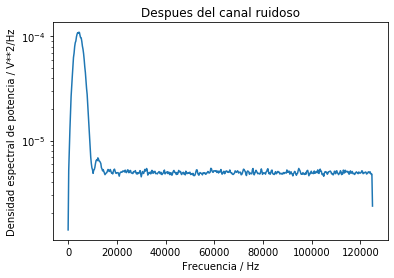 Despues del canal ruidoso
10⁻⁴
10⁻⁵
Densidad espectral de potencia / V**2/Hz
0 20000 40000 60000 80000 100000 120000
Frecuencia / Hz